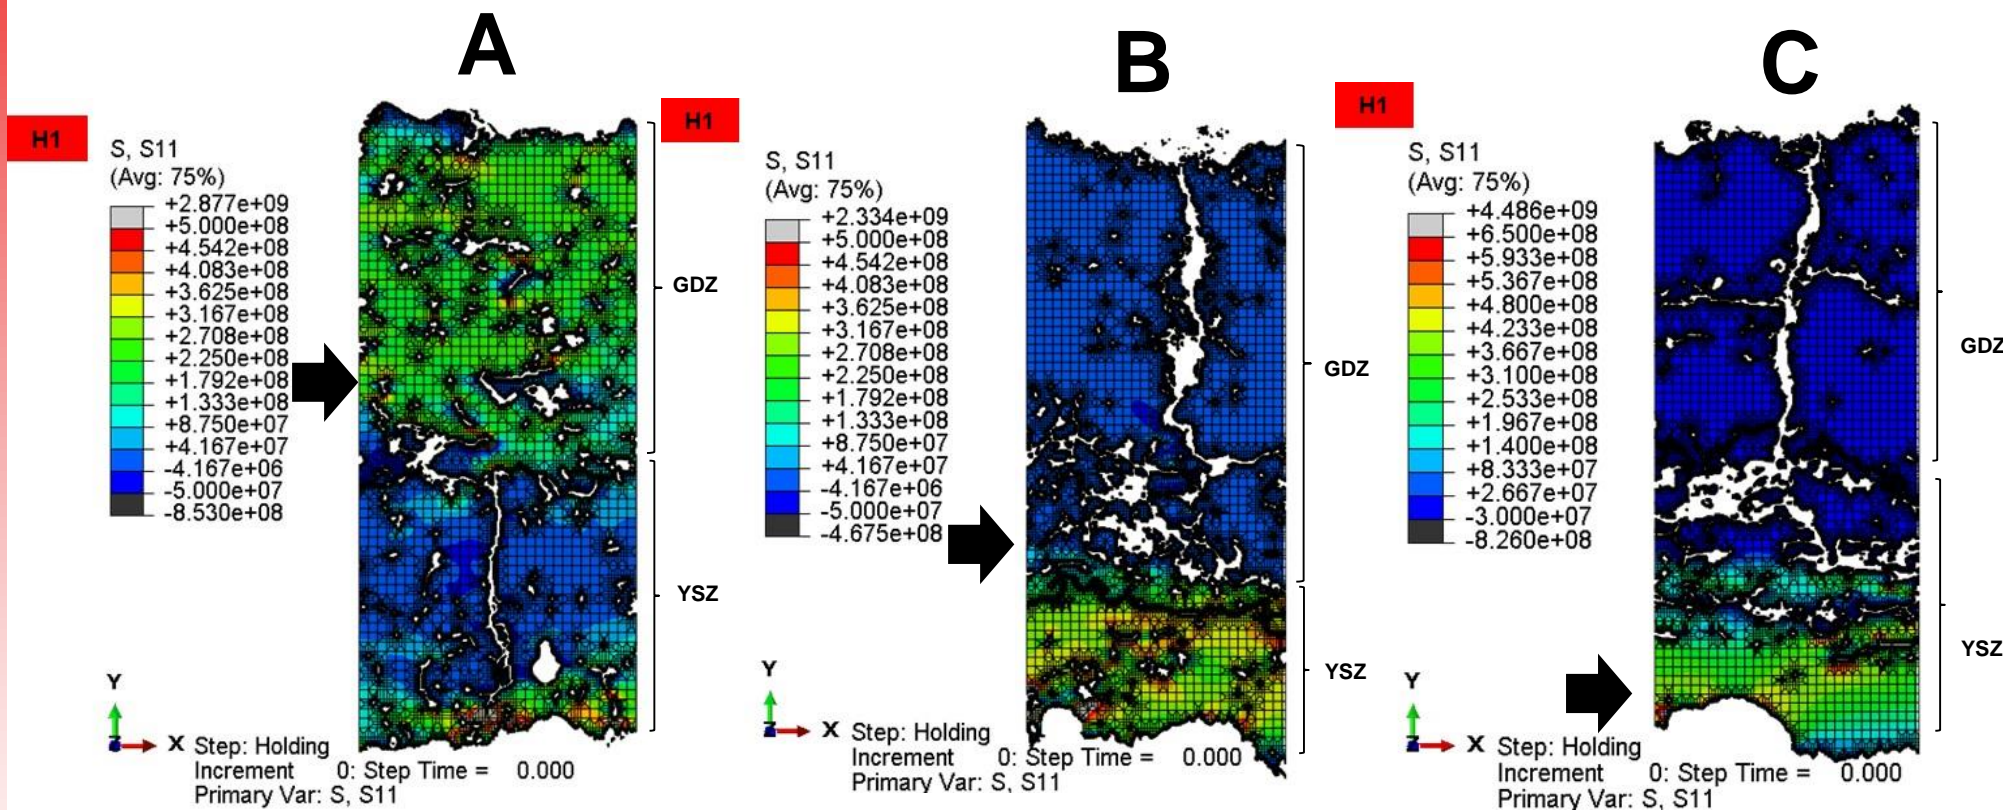 A
H1
S, S11
(Avg: 75%)
+2.877e+09
+5.000e+08
+4.542e+08
+4.083e+08
+3.625e+08
+3.167e+08
+2.708e+08
+2.250e+08
+1.792e+08
+1.333e+08
+8.750e+07
+4.167e+07
-4.167e+06
-5.000e+07
-8.530e+08
GDZ
YSZ
Y
X
Step: Holding
Increment 0: Step Time = 0.000
Primary Var: S, S11
B
H1
S, S11
(Avg: 75%)
+2.334e+09
+5.000e+08
+4.542e+08
+4.083e+08
+3.625e+08
+3.167e+08
+2.708e+08
+2.250e+08
+1.792e+08
+1.333e+08
+8.750e+07
+4.167e+07
-4.167e+06
-5.000e+07
-4.675e+08
GDZ
YSZ
Y
X
Step: Holding
Increment 0: Step Time = 0.000
Primary Var: S, S11
C
H1
S, S11
(Avg: 75%)
+4.486e+09
+6.500e+08
+5.933e+08
+5.367e+08
+4.800e+08
+4.233e+08
+3.667e+08
+3.100e+08
+2.533e+08
+1.967e+08
+1.400e+08
+8.333e+07
+2.667e+07
-3.000e+07
-8.260e+08
GDZ
YSZ
Y
X
Step: Holding
Increment 0: Step Time = 0.000
Primary Var: S, S11